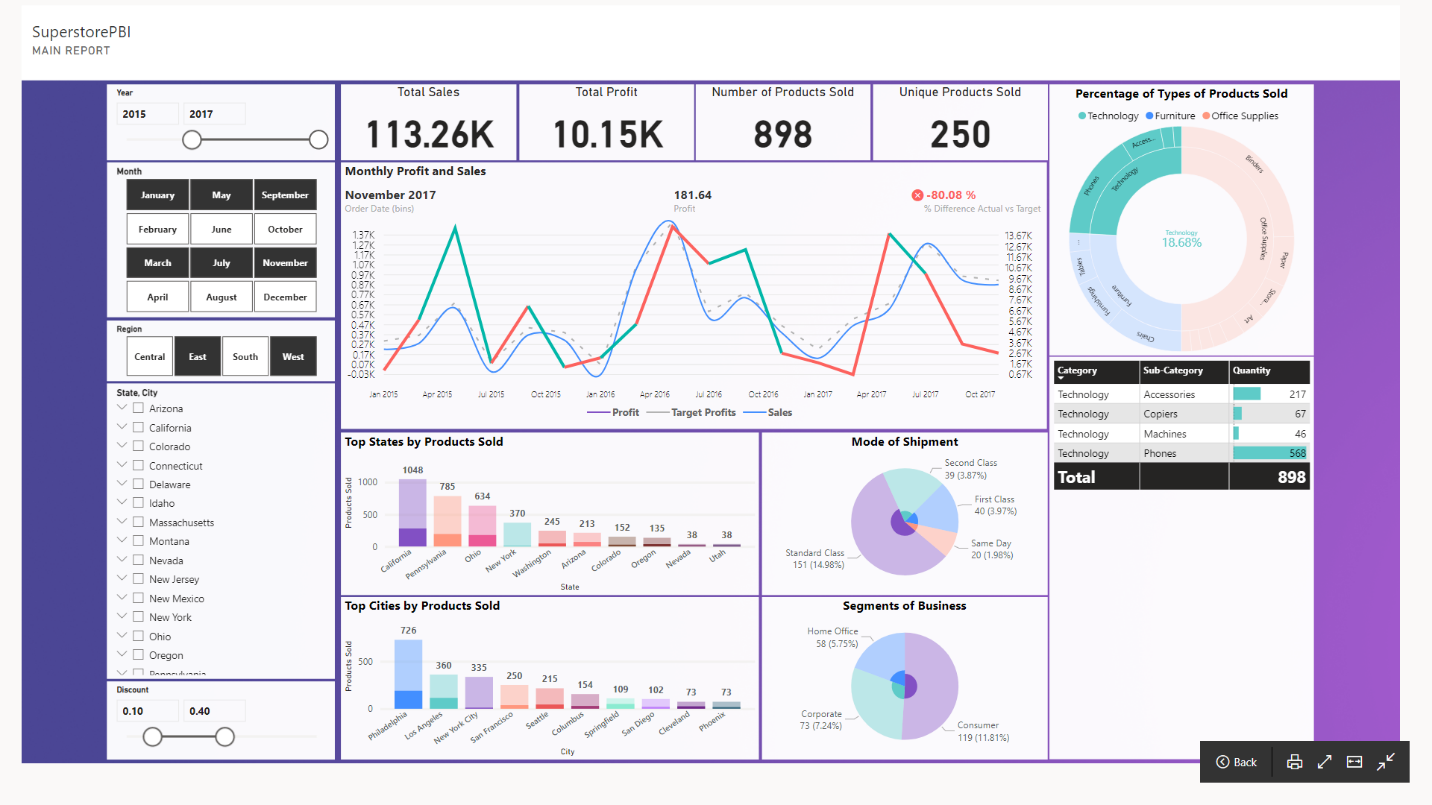 SuperstorePBI
MAIN REPORT
Year
2015 2017
Month
January May September
February June October
March July November
April August December
Region
Central East South West
State, City
Arizona
California
Colorado
Connecticut
Delaware
Idaho
Massachusetts
Montana
Nevada
New Jersey
New Mexico
New York
Ohio
Oregon
Pennsylvania
Discount
0.10 0.40
Total Sales
113.26K
Total Profit
10.15K
Number of Products Sold
898
Unique Products Sold
250
Monthly Profit and Sales
November 2017 181.64 -80.08 %
Order Date (bins) Profit % Difference Actual vs Target
1.37K
1.27K
1.17K
1.07K
0.97K
0.87K
0.77K
0.67K
0.57K
0.47K
0.37K
0.27K
0.17K
0.07K
-0.03K
13.67K
12.67K
11.67K
10.67K
9.67K
8.67K
7.67K
6.67K
5.67K
4.67K
3.67K
2.67K
1.67K
0.67K
Jan 2015 Apr 2015 Jul 2015 Oct 2015 Jan 2016 Apr 2016 Jul 2016 Oct 2016 Jan 2017 Apr 2017 Jul 2017 Oct 2017
Profit Target Profits Sales
Top States by Products Sold
Products Sold
1000
500
0
1048 785 634 370 245 213 152 135 38 38
California Pennsylvania Ohio New York Washington Arizona Colorado Oregon Nevada Utah
State
Mode of Shipment
Second Class
39 (3.87%)
First Class
40 (3.97%)
Same Day
20 (1.98%)
Standard Class
151 (14.98%)
Top Cities by Products Sold
Products Sold
500
0
726 360 335 250 215 154 109 102 73 73
Philadelphia Los Angeles New York City San Francisco Seattle Columbus Springfield San Diego Cleveland Phoenix
City
Segments of Business
Home Office
58 (5.75%)
Corporate
73 (7.24%)
Consumer
119 (11.81%)
Percentage of Types of Products Sold
Technology Furniture Office Supplies
Acces...
Phones
Technology
Binders
Office Supplies
Paper
Stora...
Art
Chairs
Furnishings
Furniture
Tables
...
Technology
18.68%
Category Sub-Category Quantity
Technology Accessories 217
Technology Copiers 67
Technology Machines 46
Technology Phones 568
Total 898
Back